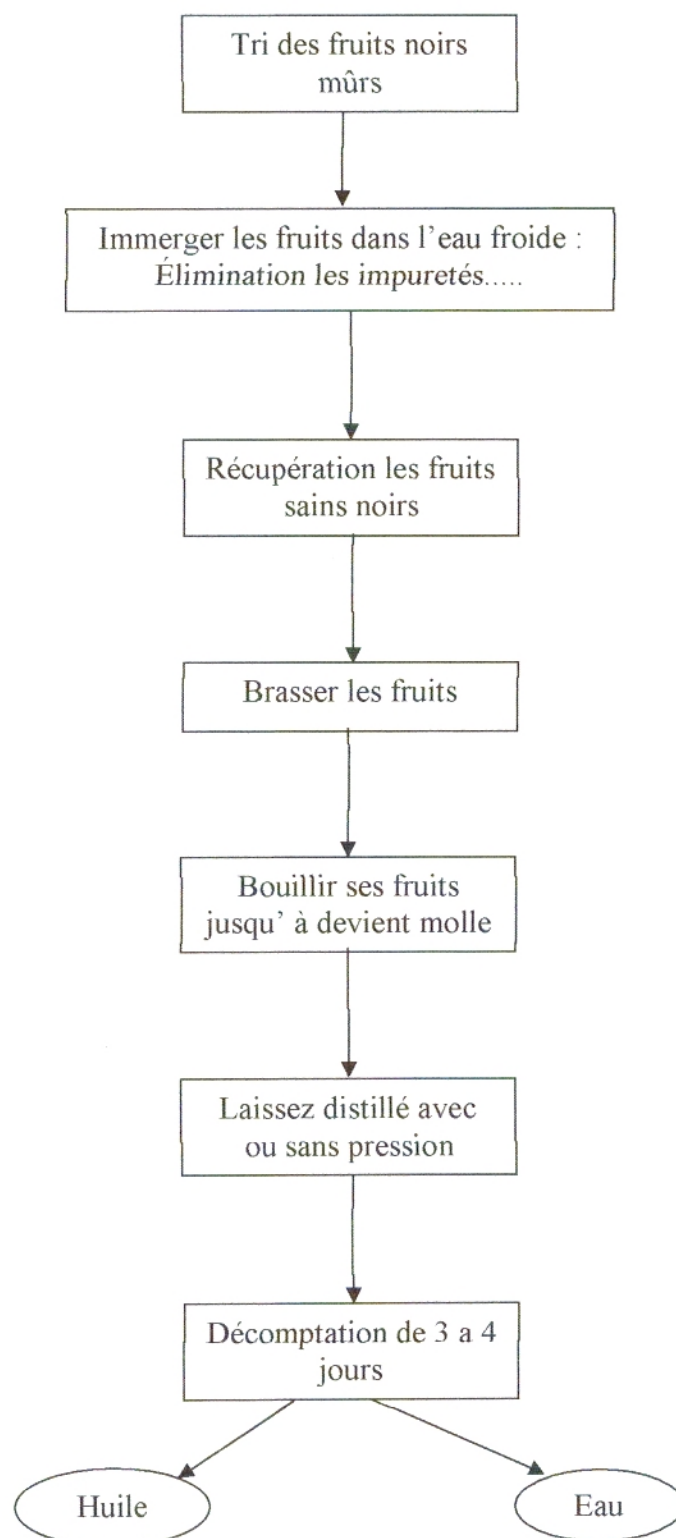 Tri des fruits noirs
mûrs
Immerger les fruits dans l'eau froide :
Élimination les impuretés.....
Récupération les fruits
sains noirs
Brasser les fruits
Bouillir ses fruits
jusqu' à devient molle
Laissez distillé avec
ou sans pression
Décomptation de 3 a 4
jours
Huile
Eau